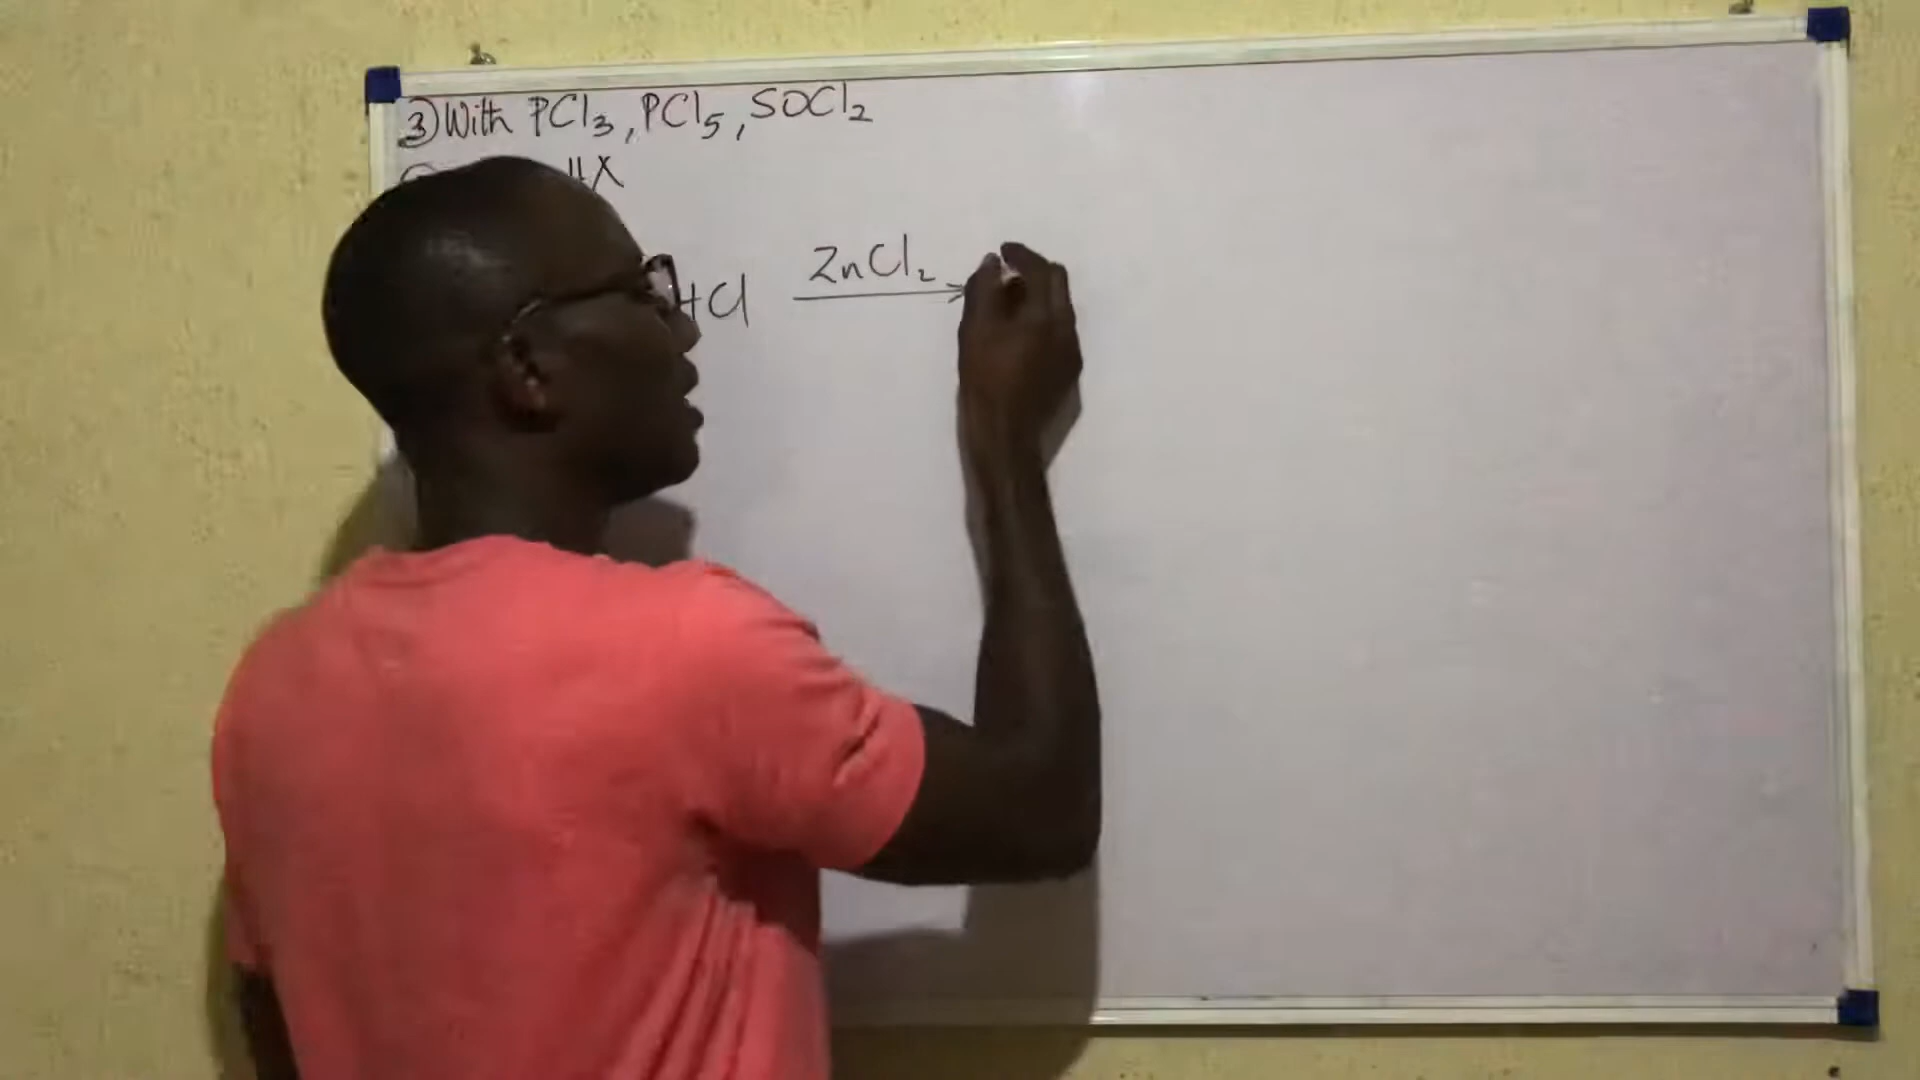 3) With PCl₃, PCl₅, SOCl₂
HX
HCl ZnCl₂ →